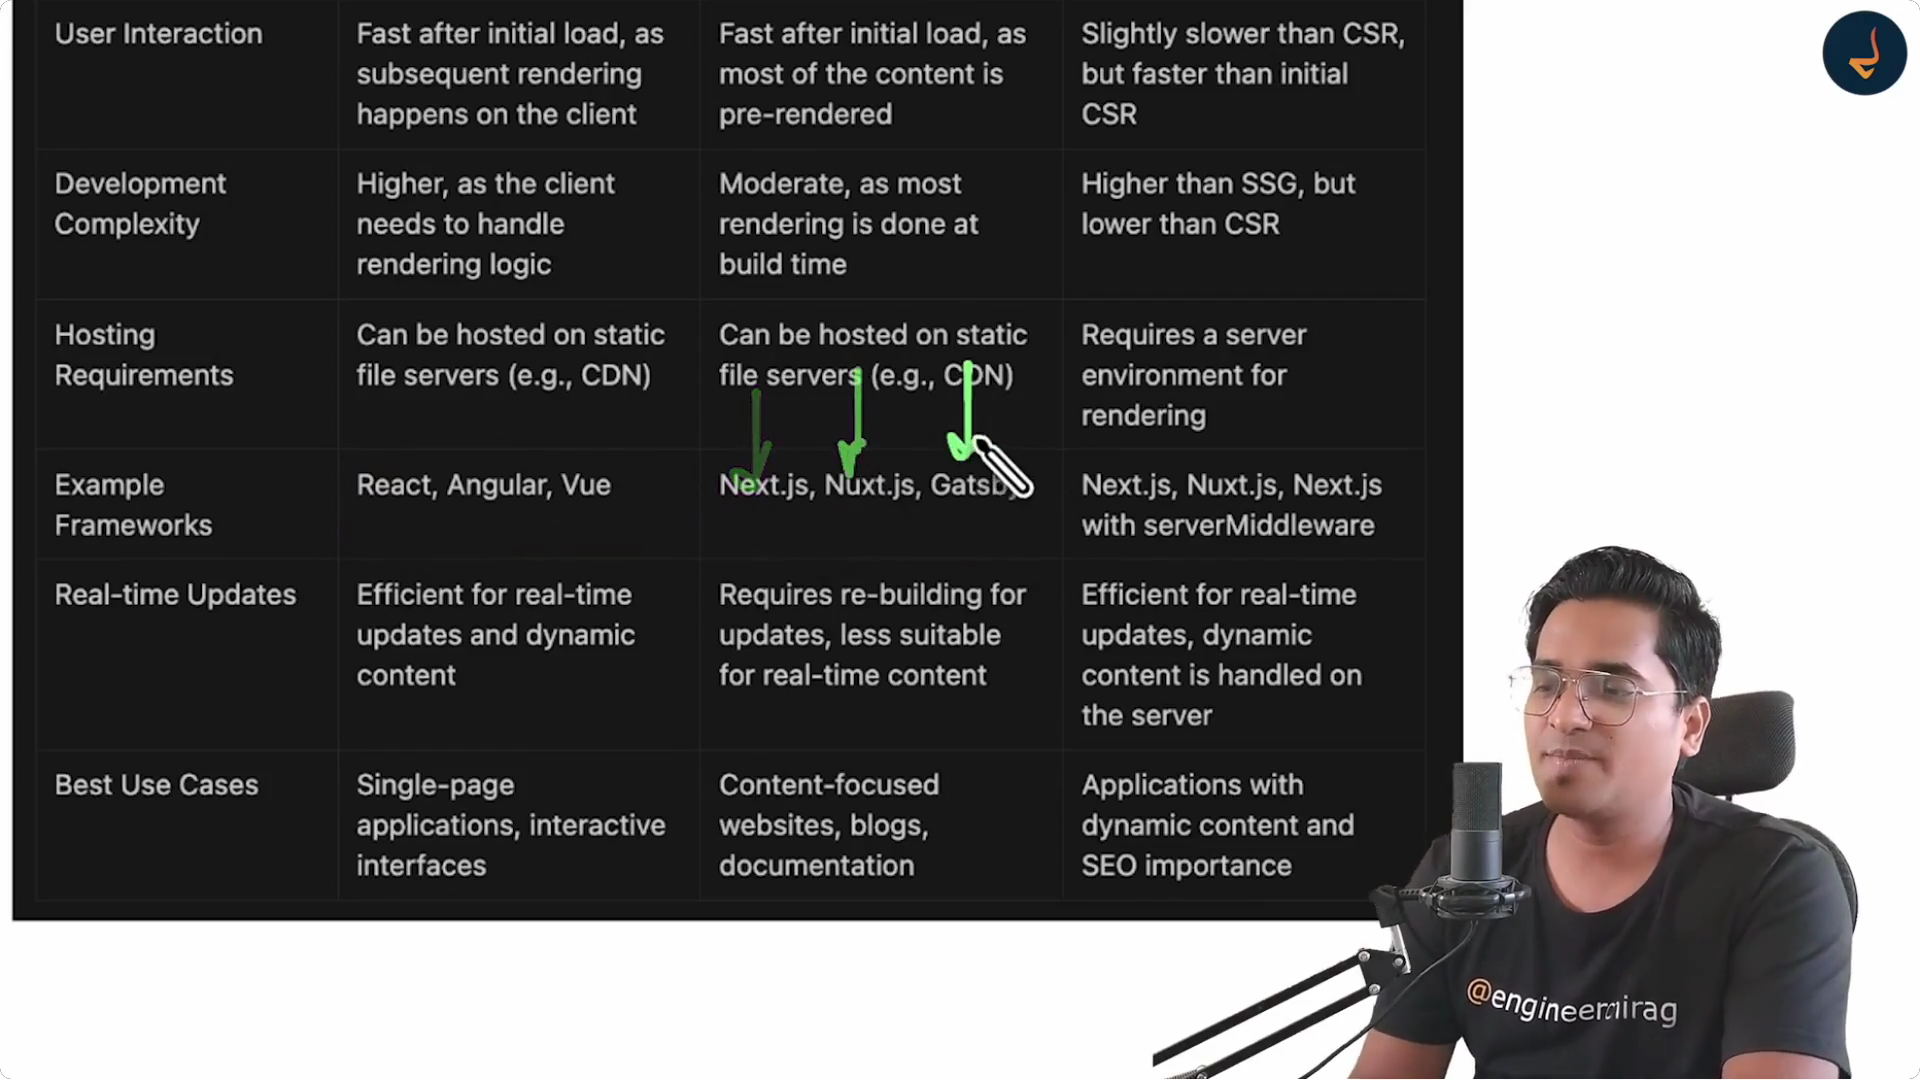 User Interaction
Fast after initial load, as
subsequent rendering
happens on the client
Fast after initial load, as
most of the content is
pre-rendered
Slightly slower than CSR,
but faster than initial
CSR
Development
Complexity
Higher, as the client
needs to handle
rendering logic
Moderate, as most
rendering is done at
build time
Higher than SSG, but
lower than CSR
Hosting
Requirements
Can be hosted on static
file servers (e.g., CDN)
Can be hosted on static
file servers (e.g., CDN)
Requires a server
environment for
rendering
Example
Frameworks
React, Angular, Vue
Next.js, Nuxt.js, Gatsby
Next.js, Nuxt.js, Next.js
with serverMiddleware
Real-time Updates
Efficient for real-time
updates and dynamic
content
Requires re-building for
updates, less suitable
for real-time content
Efficient for real-time
updates, dynamic
content is handled on
the server
Best Use Cases
Single-page
applications, interactive
interfaces
Content-focused
websites, blogs,
documentation
Applications with
dynamic content and
SEO importance
@engineerchirag